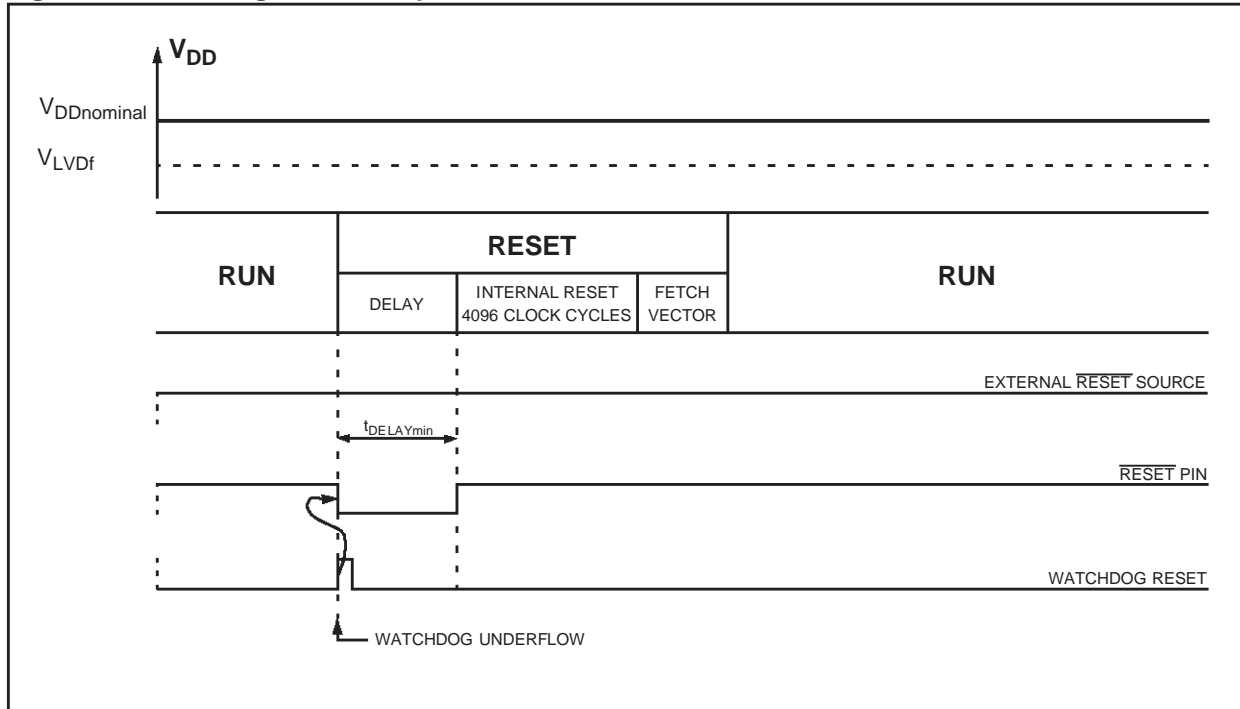 VDD
VDDnominal
VLVDf
RUN
RESET
RUN
DELAY
INTERNAL RESET
4096 CLOCK CYCLES
FETCH
VECTOR
EXTERNAL RESET SOURCE
tDELAYmin
RESET PIN
WATCHDOG RESET
WATCHDOG UNDERFLOW